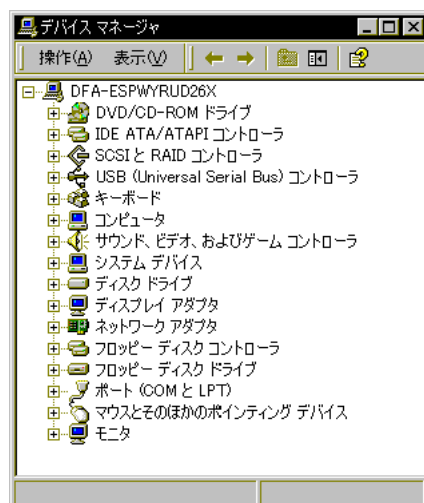 デバイス マネージャ
操作(A) 表示(V)
DFA-ESPWYRUD26X
DVD/CD-ROM ドライブ
IDE ATA/ATAPI コントローラ
SCSI と RAID コントローラ
USB (Universal Serial Bus) コントローラ
キーボード
コンピュータ
サウンド、ビデオ、およびゲーム コントローラ
システム デバイス
ディスク ドライブ
ディスプレイ アダプタ
ネットワーク アダプタ
フロッピー ディスク コントローラ
フロッピー ディスク ドライブ
ポート (COM と LPT)
マウスとそのほかのポインティング デバイス
モニタ